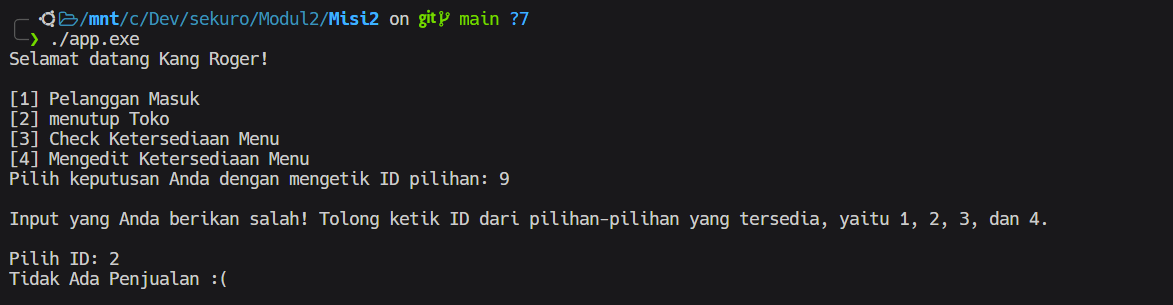 /mnt/c/Dev/sekuro/Modul2/Misi2 on git main ?7
❯ ./app.exe
Selamat datang Kang Roger!
[1] Pelanggan Masuk
[2] menutup Toko
[3] Check Ketersediaan Menu
[4] Mengedit Ketersediaan Menu
Pilih keputusan Anda dengan mengetik ID pilihan: 9
Input yang Anda berikan salah! Tolong ketik ID dari pilihan-pilihan yang tersedia, yaitu 1, 2, 3, dan 4.
Pilih ID: 2
Tidak Ada Penjualan :(